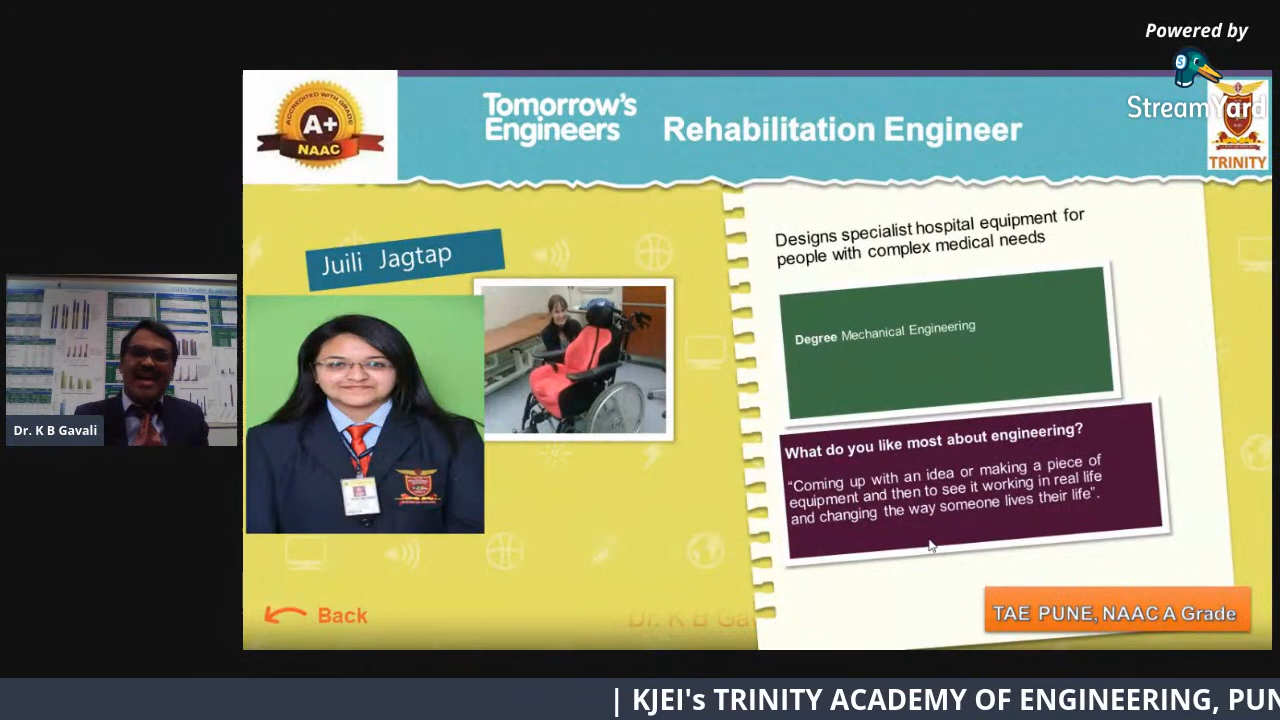 Powered by
StreamYard
ACCREDITED WITH GRADE
A+
NAAC
Tomorrow's
Engineers
Rehabilitation Engineer
TRINITY
Juili Jagtap
Designs specialist hospital equipment for
people with complex medical needs
Degree Mechanical Engineering
What do you like most about engineering?
“Coming up with an idea or making a piece of
equipment and then to see it working in real life
and changing the way someone lives their life”.
Dr. K B Gavali
Back
Dr. K B Ga
TAE PUNE, NAAC A Grade
| KJEI's TRINITY ACADEMY OF ENGINEERING, PUN